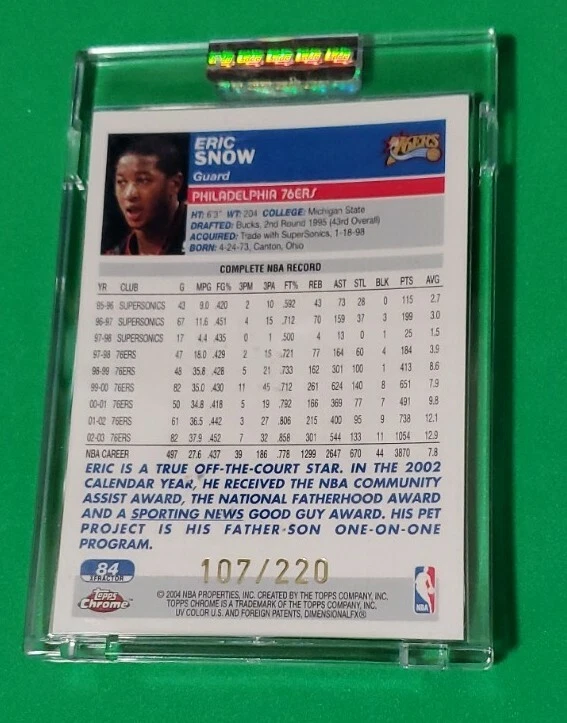 Topps Topps Topps Topps Topps
ERIC
SNOW
Guard
76ERS
PHILADELPHIA 76ERS
HT: 6'3" WT: 204 COLLEGE: Michigan State
DRAFTED: Bucks, 2nd Round 1995 (43rd Overall)
ACQUIRED: Trade with SuperSonics, 1-18-98
BORN: 4-24-73, Canton, Ohio
COMPLETE NBA RECORD
YR CLUB G MPG FG% 3PM 3PA FT% REB AST STL BLK PTS AVG
95-96 SUPERSONICS 43 9.0 .420 2 10 .592 43 73 28 0 115 2.7
96-97 SUPERSONICS 67 11.6 .451 4 15 .712 70 159 37 3 199 3.0
97-98 SUPERSONICS 17 4.4 .435 0 1 .500 4 13 0 1 25 1.5
97-98 76ERS 47 18.0 .429 2 15 .721 77 164 60 4 184 3.9
98-99 76ERS 48 35.8 .428 5 21 .733 162 301 100 1 413 8.6
99-00 76ERS 82 35.0 .430 11 45 .712 261 624 140 8 651 7.9
00-01 76ERS 50 34.8 .418 5 19 .792 166 369 77 7 491 9.8
01-02 76ERS 61 36.5 .442 3 27 .806 215 400 95 9 738 12.1
02-03 76ERS 82 37.9 .452 7 32 .858 301 544 133 11 1054 12.9
NBA CAREER 497 27.6 .437 39 186 .778 1299 2647 670 44 3870 7.8
ERIC IS A TRUE OFF-THE-COURT STAR. IN THE 2002
CALENDAR YEAR, HE RECEIVED THE NBA COMMUNITY
ASSIST AWARD, THE NATIONAL FATHERHOOD AWARD
AND A SPORTING NEWS GOOD GUY AWARD. HIS PET
PROJECT IS HIS FATHER-SON ONE-ON-ONE
PROGRAM.
84
XFRACTOR
107/220
Topps
Chrome
© 2004 NBA PROPERTIES, INC. CREATED BY THE TOPPS COMPANY, INC.
TOPPS CHROME IS A TRADEMARK OF THE TOPPS COMPANY, INC.
UV COLOR U.S. AND FOREIGN PATENTS, DIMENSIONALFX®
NBA